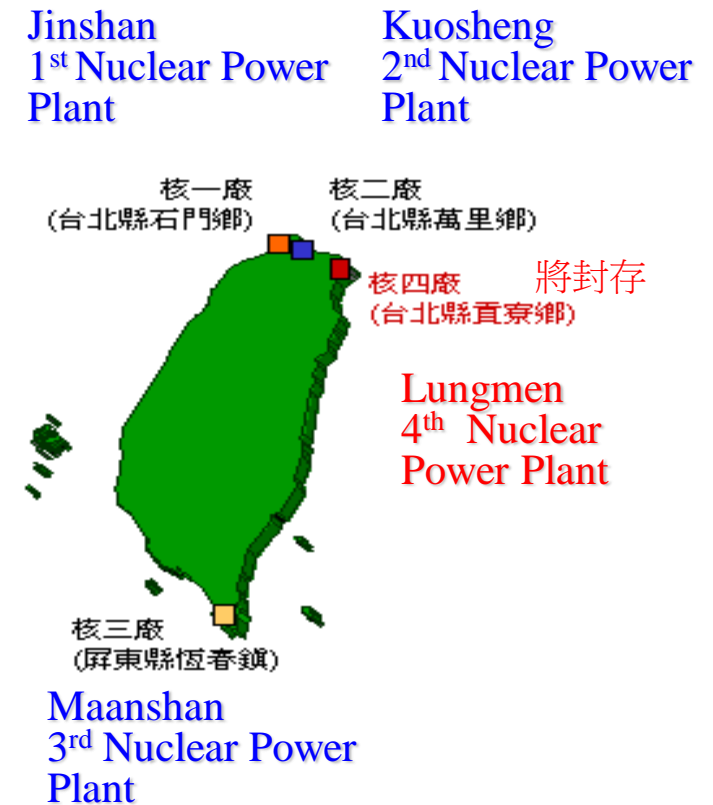 Jinshan
1st Nuclear Power
Plant
Kuosheng
2nd Nuclear Power
Plant
核一廠
(台北縣石門鄉)
核二廠
(台北縣萬里鄉)
核四廠
(台北縣貢寮鄉)
將封存
Lungmen
4th Nuclear
Power Plant
核三廠
(屏東縣恆春鎮)
Maanshan
3rd Nuclear Power
Plant